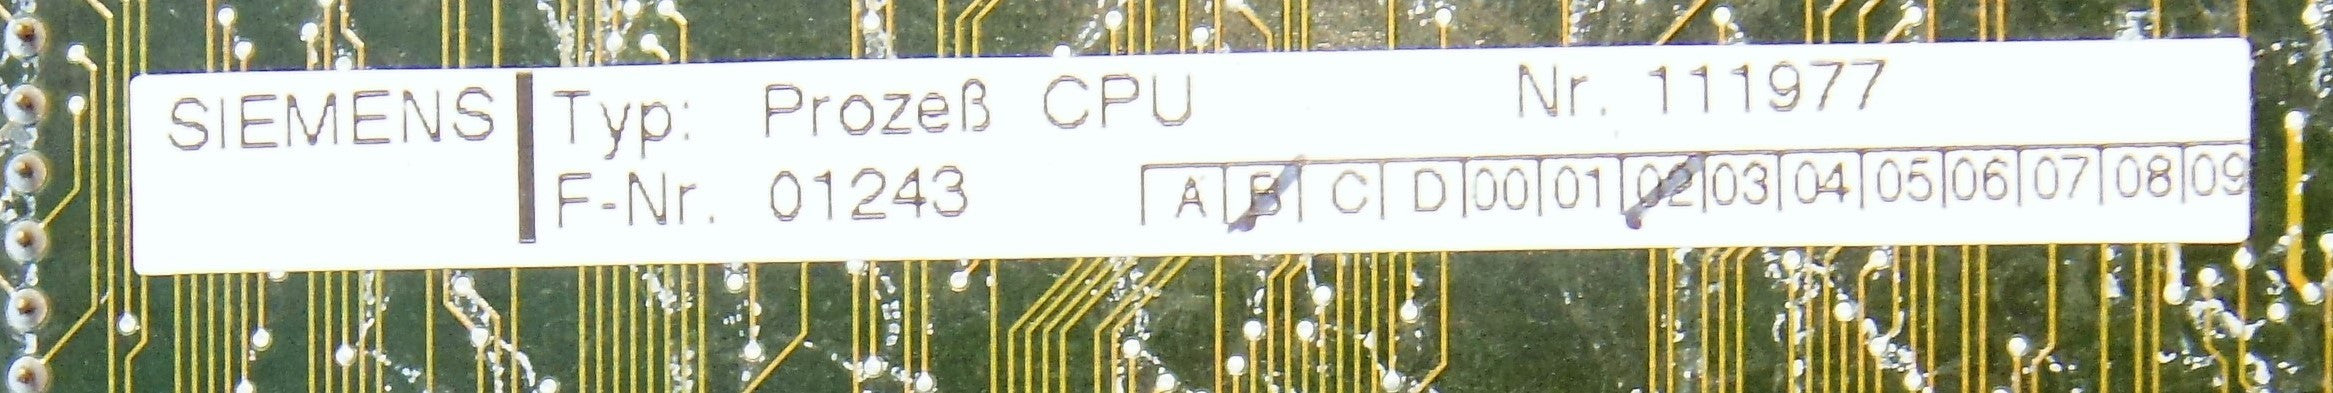 SIEMENS Typ: Prozeß CPU Nr. 111977
F-Nr. 01243 A B C D 00 01 02 03 04 05 06 07 08 09